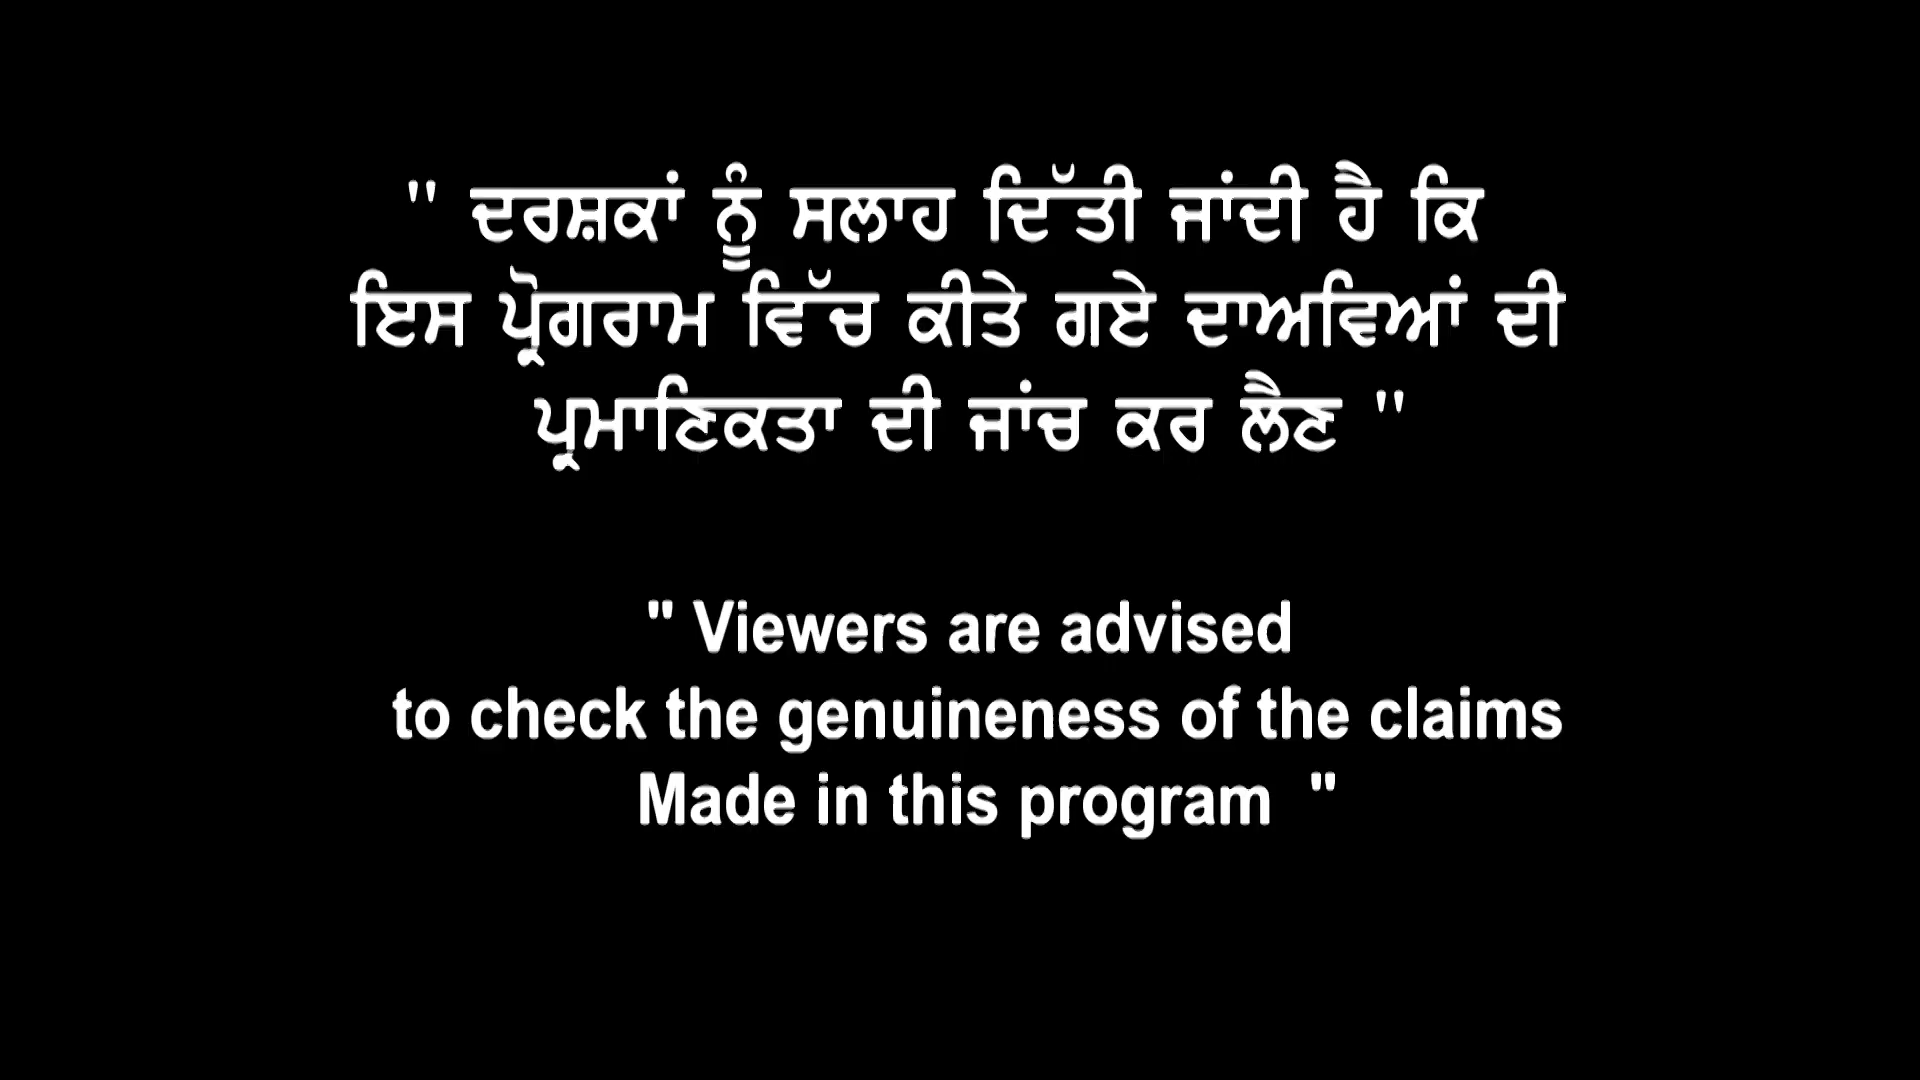 " ਦਰਸ਼ਕਾਂ ਨੂੰ ਸਲਾਹ ਦਿੱਤੀ ਜਾਂਦੀ ਹੈ ਕਿ
ਇਸ ਪ੍ਰੋਗਰਾਮ ਵਿੱਚ ਕੀਤੇ ਗਏ ਦਾਅਵਿਆਂ ਦੀ
ਪ੍ਰਮਾਣਿਕਤਾ ਦੀ ਜਾਂਚ ਕਰ ਲੈਣ "
" Viewers are advised
to check the genuineness of the claims
Made in this program "